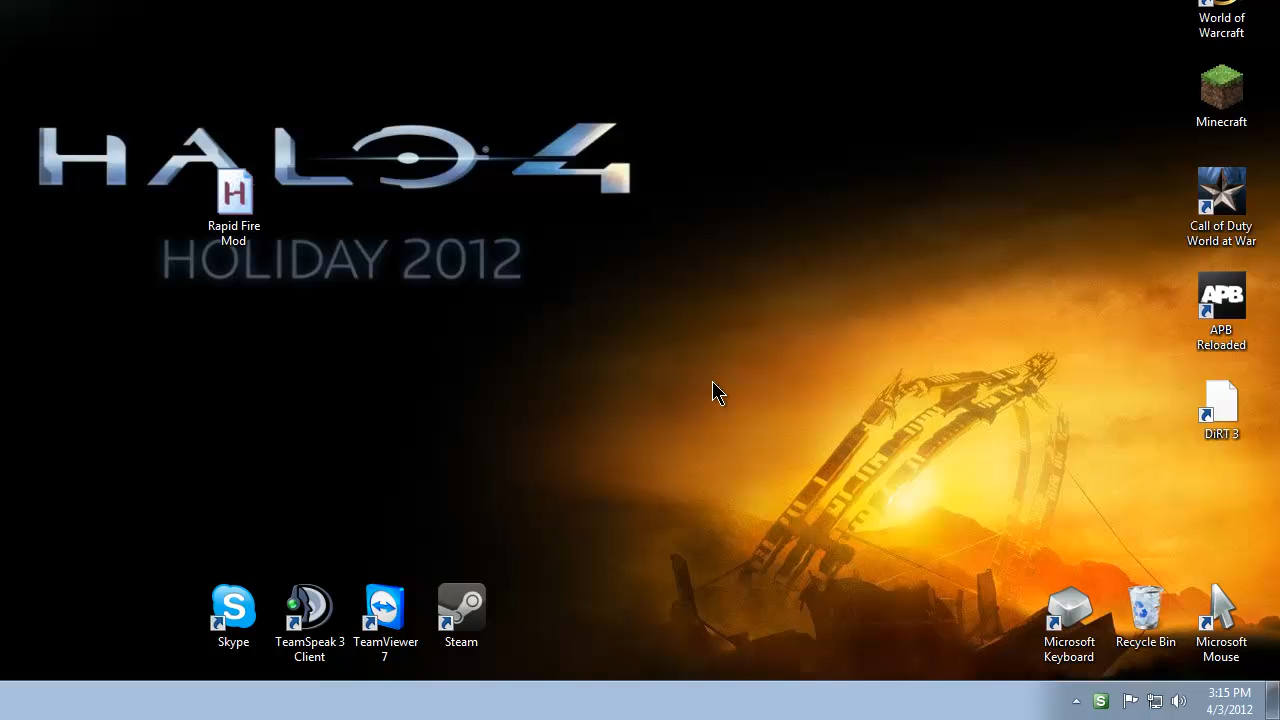 World of
Warcraft
Minecraft
HALO 4
H
Rapid Fire
Mod
HOLIDAY 2012
Call of Duty
World at War
APB
APB
Reloaded
DiRT 3
S
Skype
TeamSpeak 3
Client
TeamViewer
7
Steam
Microsoft
Keyboard
Recycle Bin
Microsoft
Mouse
S
3:15 PM
4/3/2012